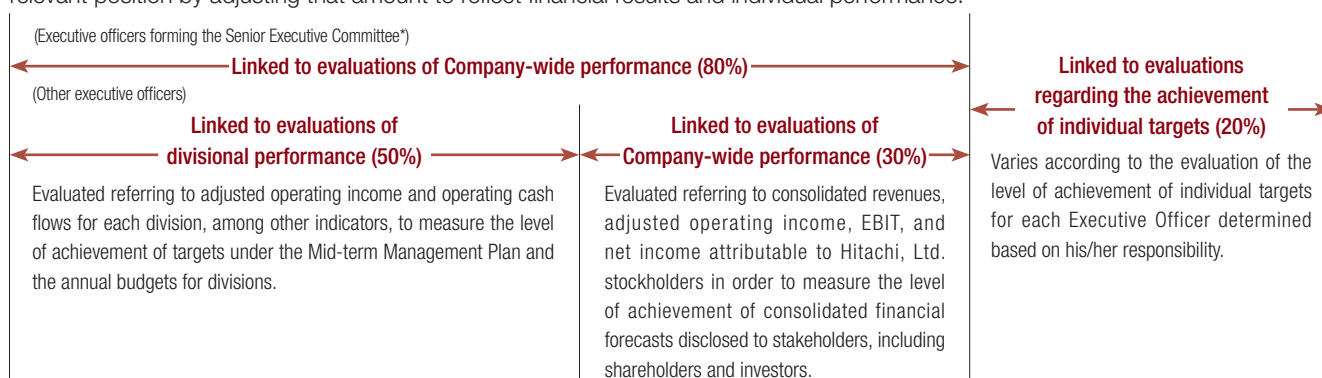 relevant position by adjusting that amount to reflect financial results and individual performance.
(Executive officers forming the Senior Executive Committee*)
Linked to evaluations of Company-wide performance (80%)
(Other executive officers)
Linked to evaluations of
divisional performance (50%)
Evaluated referring to adjusted operating income and operating cash
flows for each division, among other indicators, to measure the level
of achievement of targets under the Mid-term Management Plan and
the annual budgets for divisions.
Linked to evaluations of
Company-wide performance (30%)
Evaluated referring to consolidated revenues,
adjusted operating income, EBIT, and
net income attributable to Hitachi, Ltd.
stockholders in order to measure the level
of achievement of consolidated financial
forecasts disclosed to stakeholders, including
shareholders and investors.
Linked to evaluations
regarding the achievement
of individual targets (20%)
Varies according to the evaluation of the
level of achievement of individual targets
for each Executive Officer determined
based on his/her responsibility.